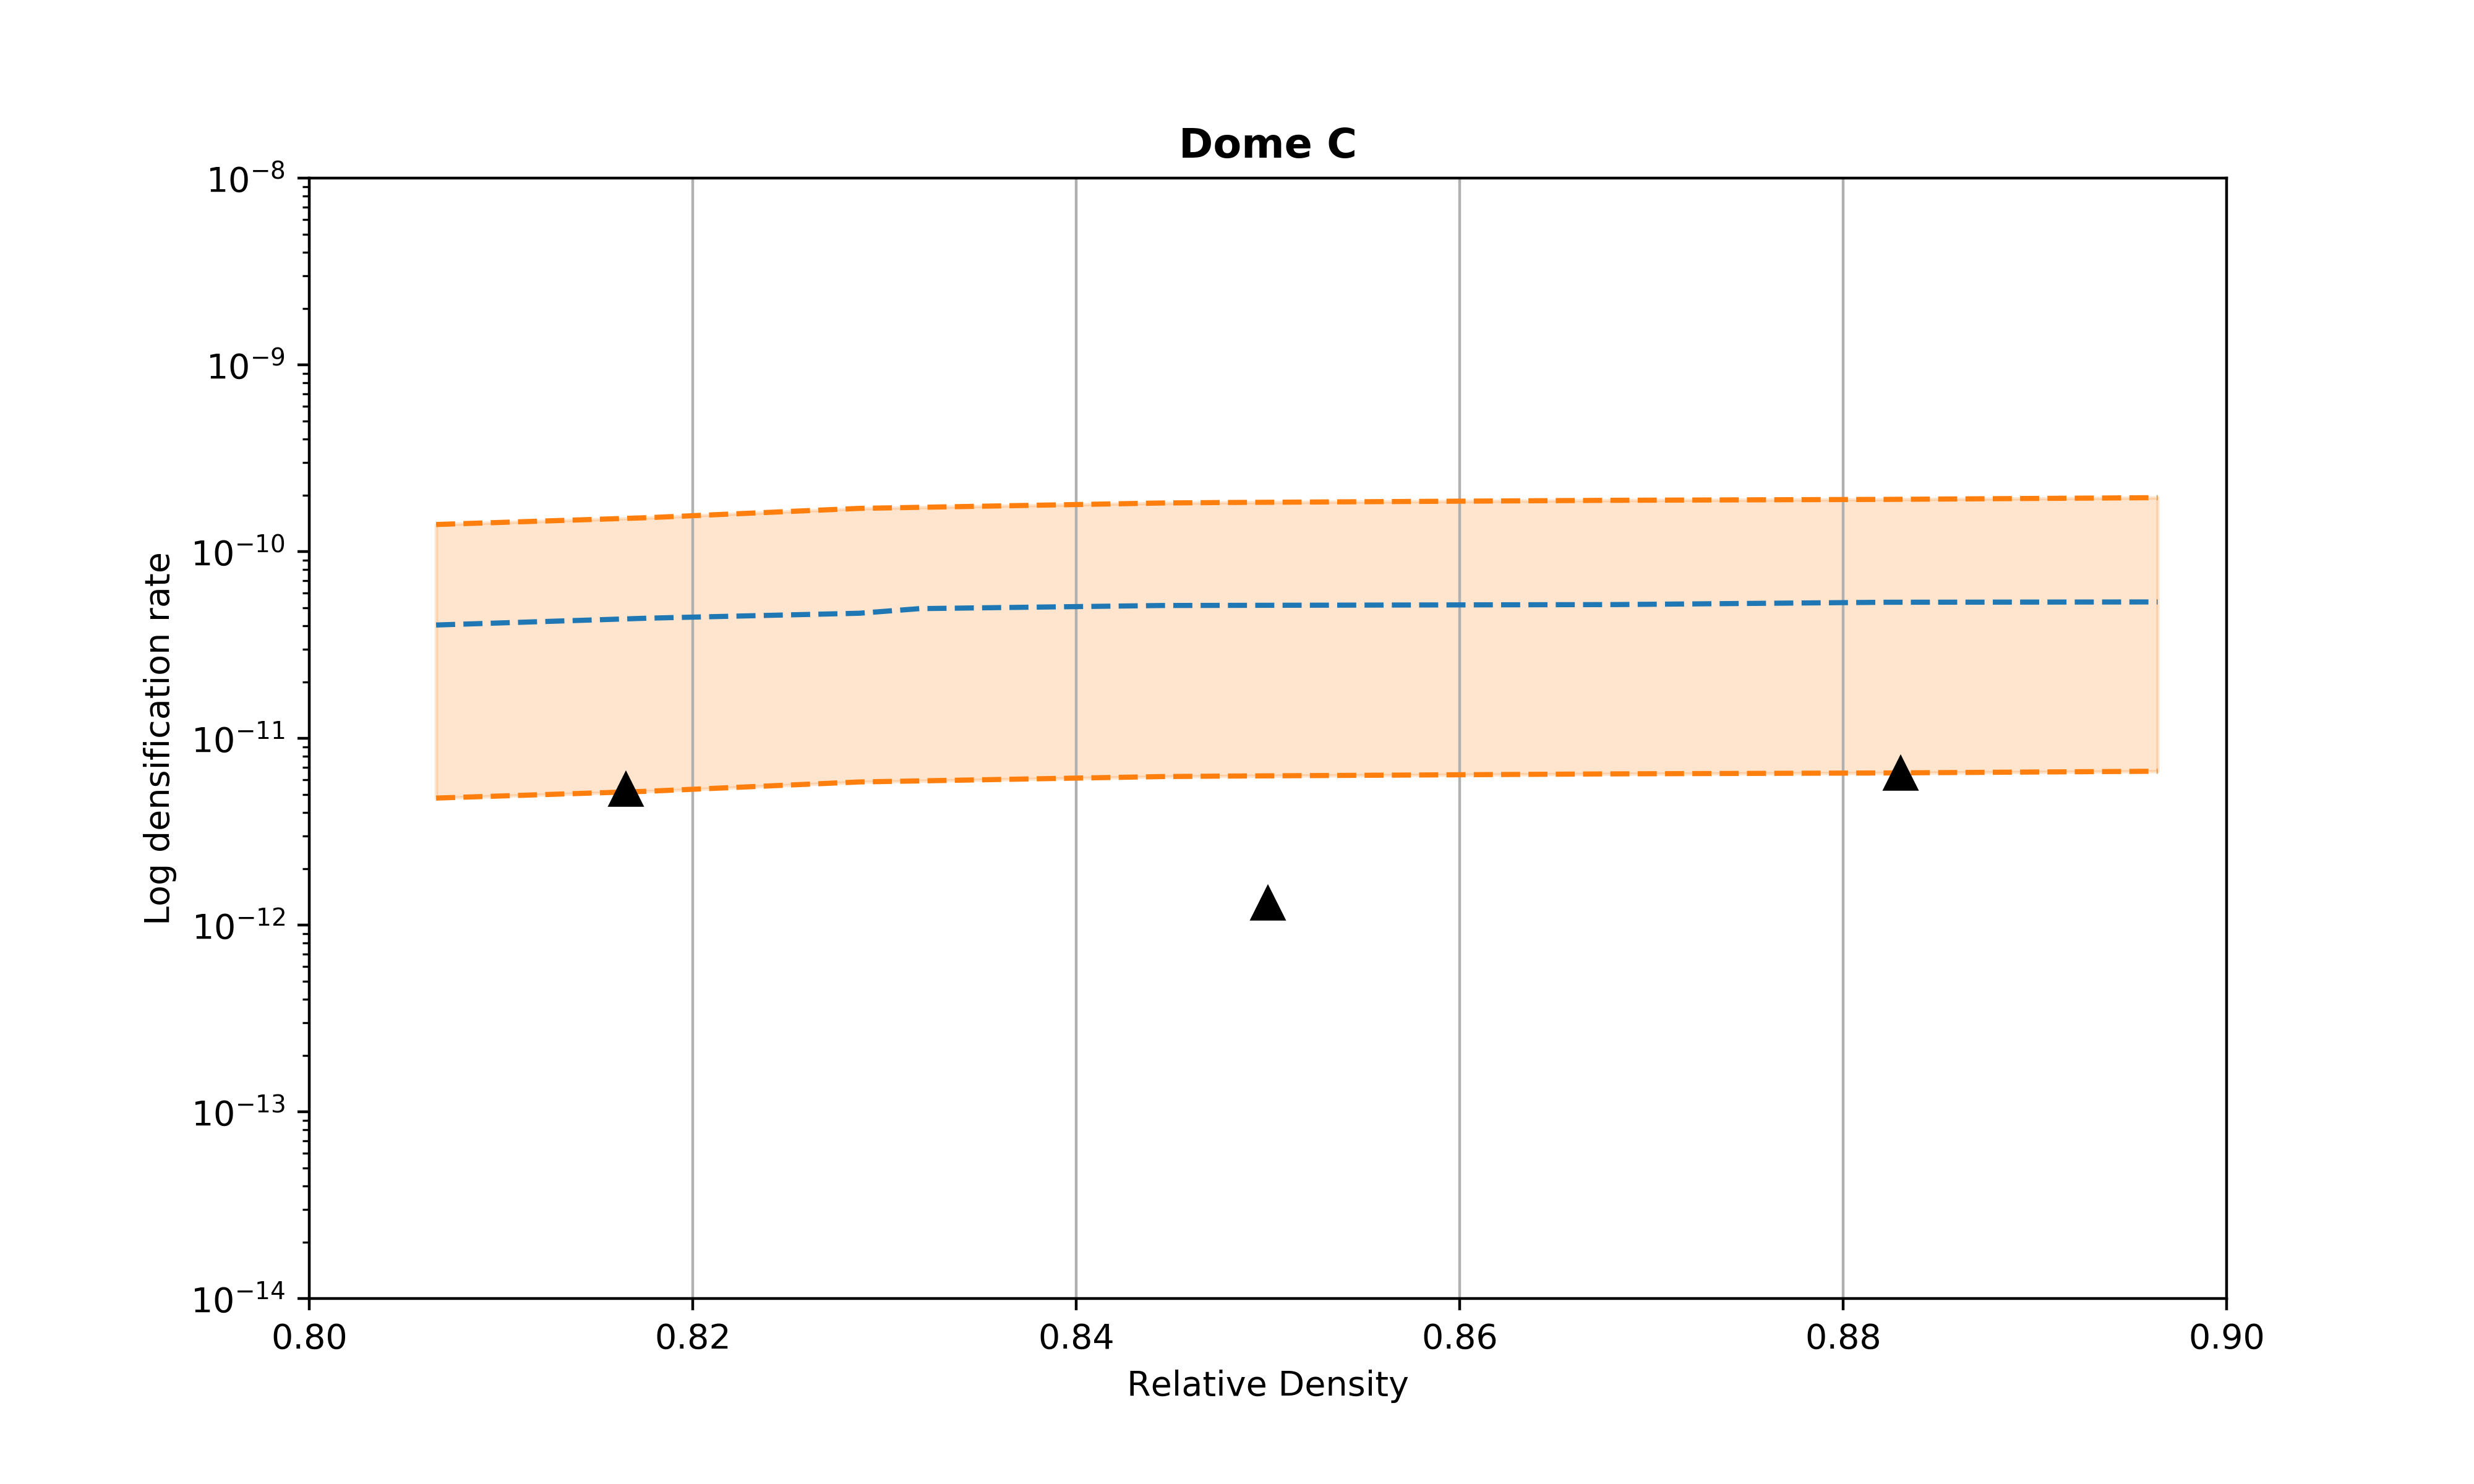 Dome C
10⁻⁸
10⁻⁹
10⁻¹⁰
10⁻¹¹
10⁻¹²
10⁻¹³
10⁻¹⁴
Log densification rate
0.80 0.82 0.84 0.86 0.88 0.90
Relative Density